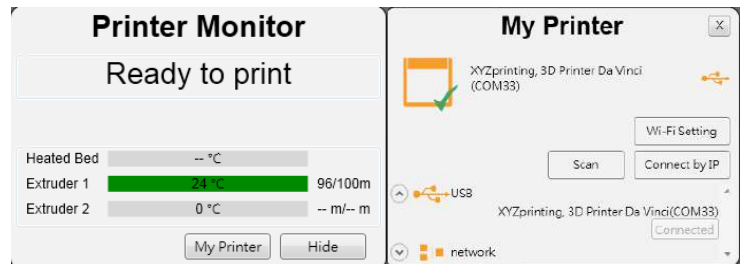 Printer Monitor
Ready to print
Heated Bed -- °C
Extruder 1 24 °C 96/100m
Extruder 2 0 °C -- m/-- m
My Printer Hide
My Printer X
XYZprinting, 3D Printer Da Vinci
(COM33)
Wi-Fi Setting
Scan Connect by IP
USB
XYZprinting, 3D Printer Da Vinci(COM33)
Connected
network